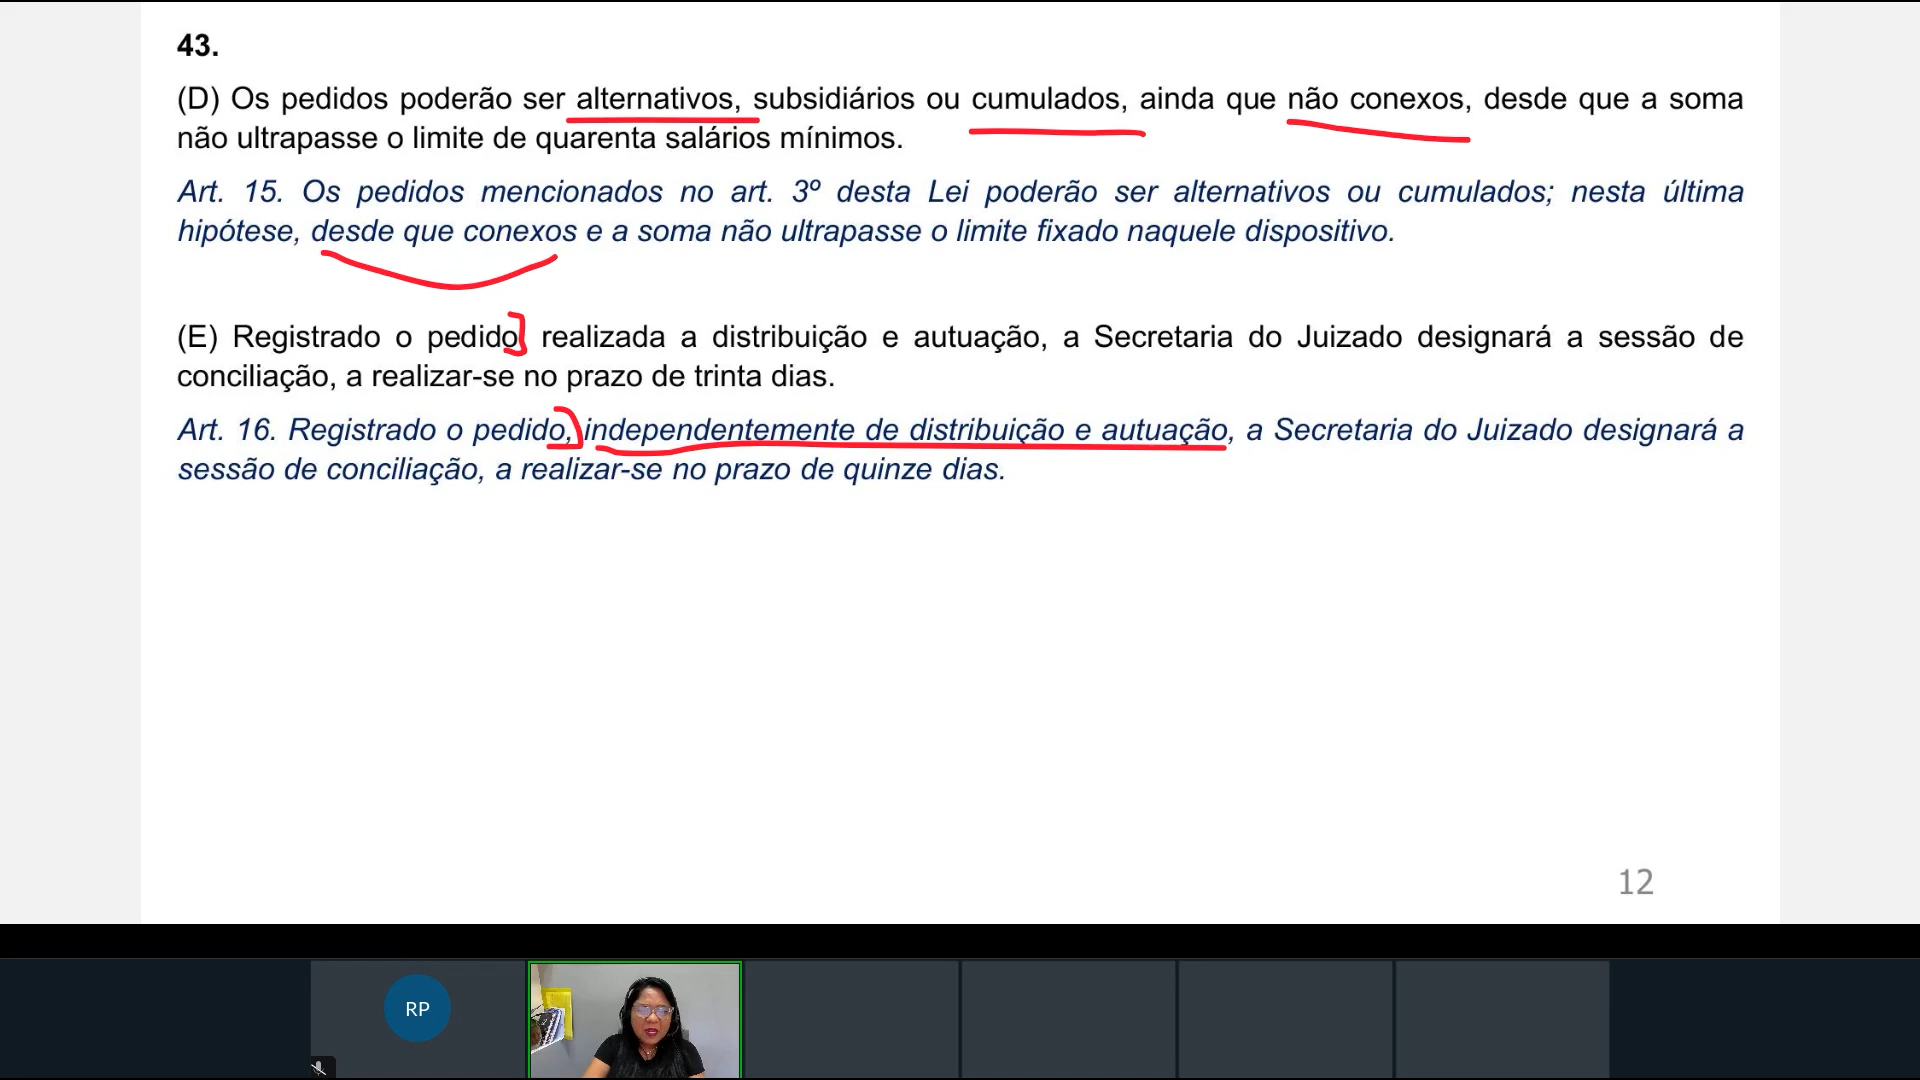 43.
(D) Os pedidos poderão ser alternativos, subsidiários ou cumulados, ainda que não conexos, desde que a soma
não ultrapasse o limite de quarenta salários mínimos.
Art. 15. Os pedidos mencionados no art. 3º desta Lei poderão ser alternativos ou cumulados; nesta última
hipótese, desde que conexos e a soma não ultrapasse o limite fixado naquele dispositivo.
(E) Registrado o pedido, realizada a distribuição e autuação, a Secretaria do Juizado designará a sessão de
conciliação, a realizar-se no prazo de trinta dias.
Art. 16. Registrado o pedido, independentemente de distribuição e autuação, a Secretaria do Juizado designará a
sessão de conciliação, a realizar-se no prazo de quinze dias.
12
RP